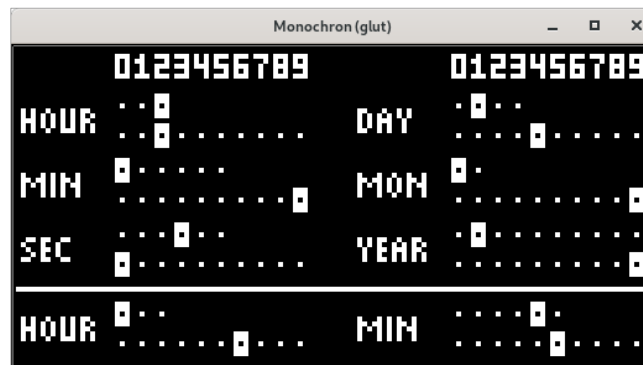 Monochron (glut)
0123456789 0123456789
HOUR DAY
MIN MON
SEC YEAR
HOUR MIN